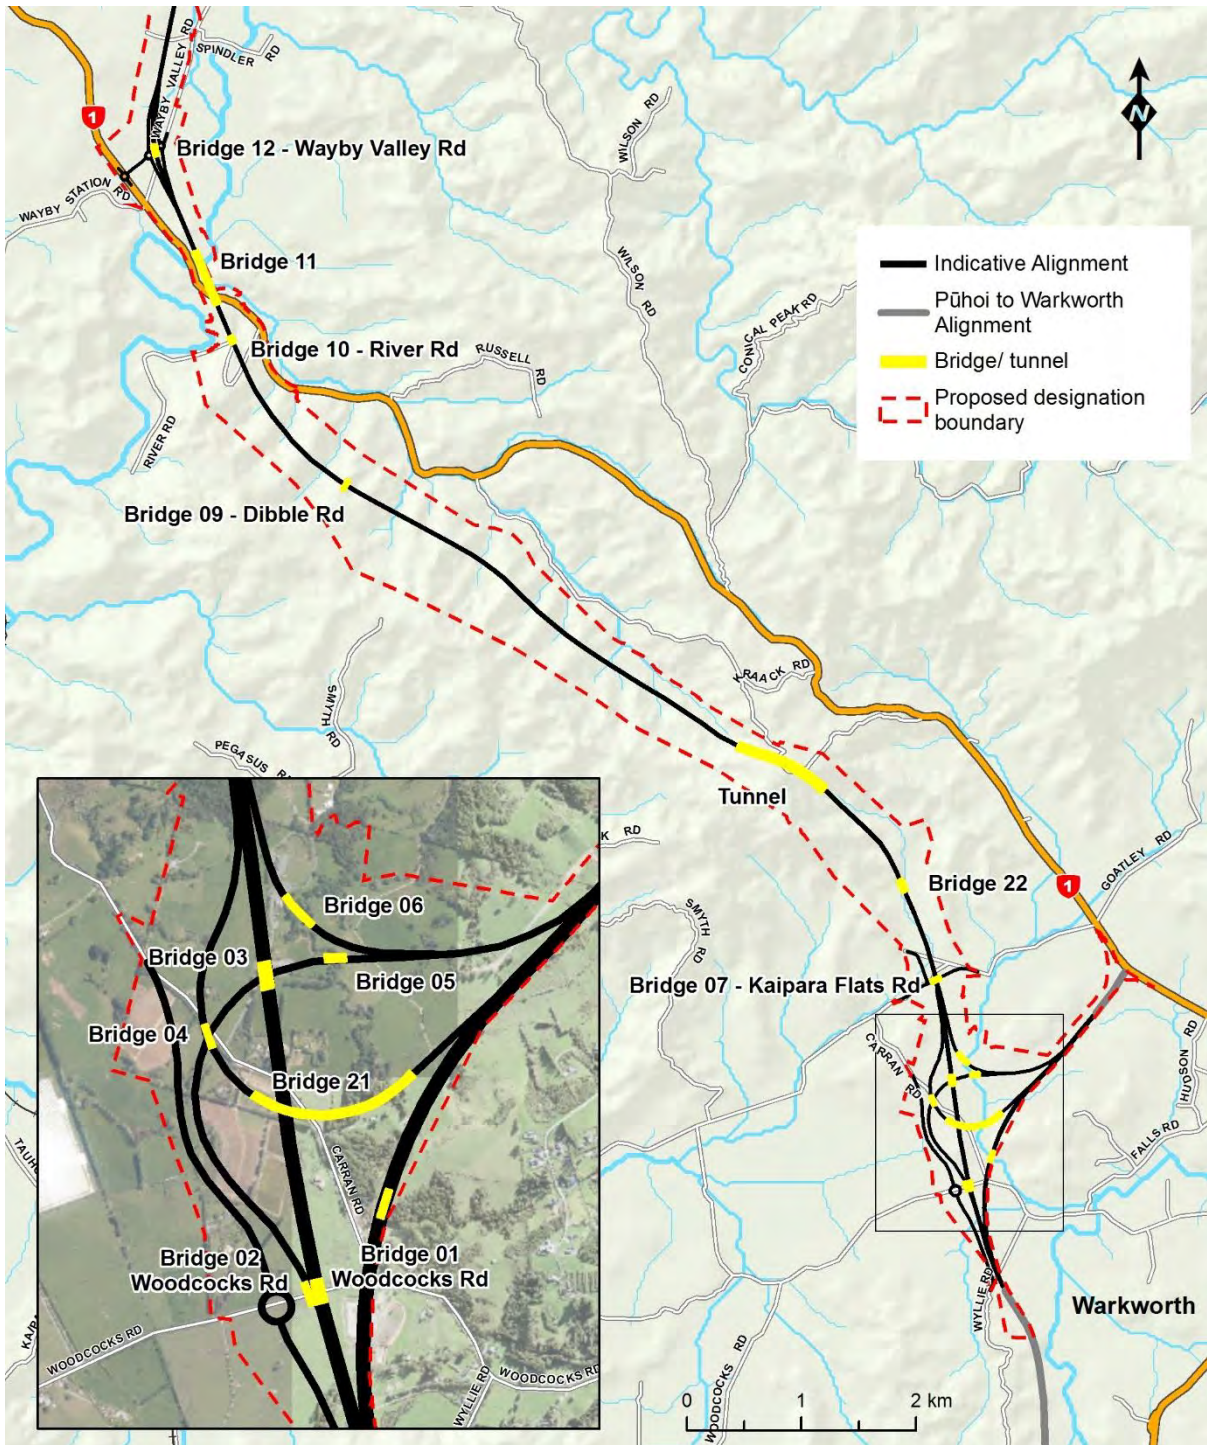 SPINDLER RD
WAYBY VALLEY RD
1
Bridge 12 - Wayby Valley Rd
WAYBY STATION RD
WILSON RD
N
Bridge 11
WILSON RD
Indicative Alignment
Pūhoi to Warkworth
Alignment
Bridge/ tunnel
Proposed designation
boundary
CONICAL PEAK RD
Bridge 10 - River Rd
RUSSELL RD
RIVER RD
Bridge 09 - Dibble Rd
KRAACK RD
SMYTH RD
PEGASUS R
Tunnel
K RD
Bridge 22
1
GOATLEY RD
SMYTH RD
Bridge 07 - Kaipara Flats Rd
CARRAN RD
HUDSON RD
FALLS RD
WYLLIE RD
Warkworth
WOODCOCKS RD
0 1 2 km
Bridge 06
Bridge 03
Bridge 05
Bridge 04
Bridge 21
CARRAN RD
Bridge 02
Woodcocks Rd
Bridge 01
Woodcocks Rd
WOODCOCKS RD
WYLLIE RD
WOODCOCKS RD
TAUH